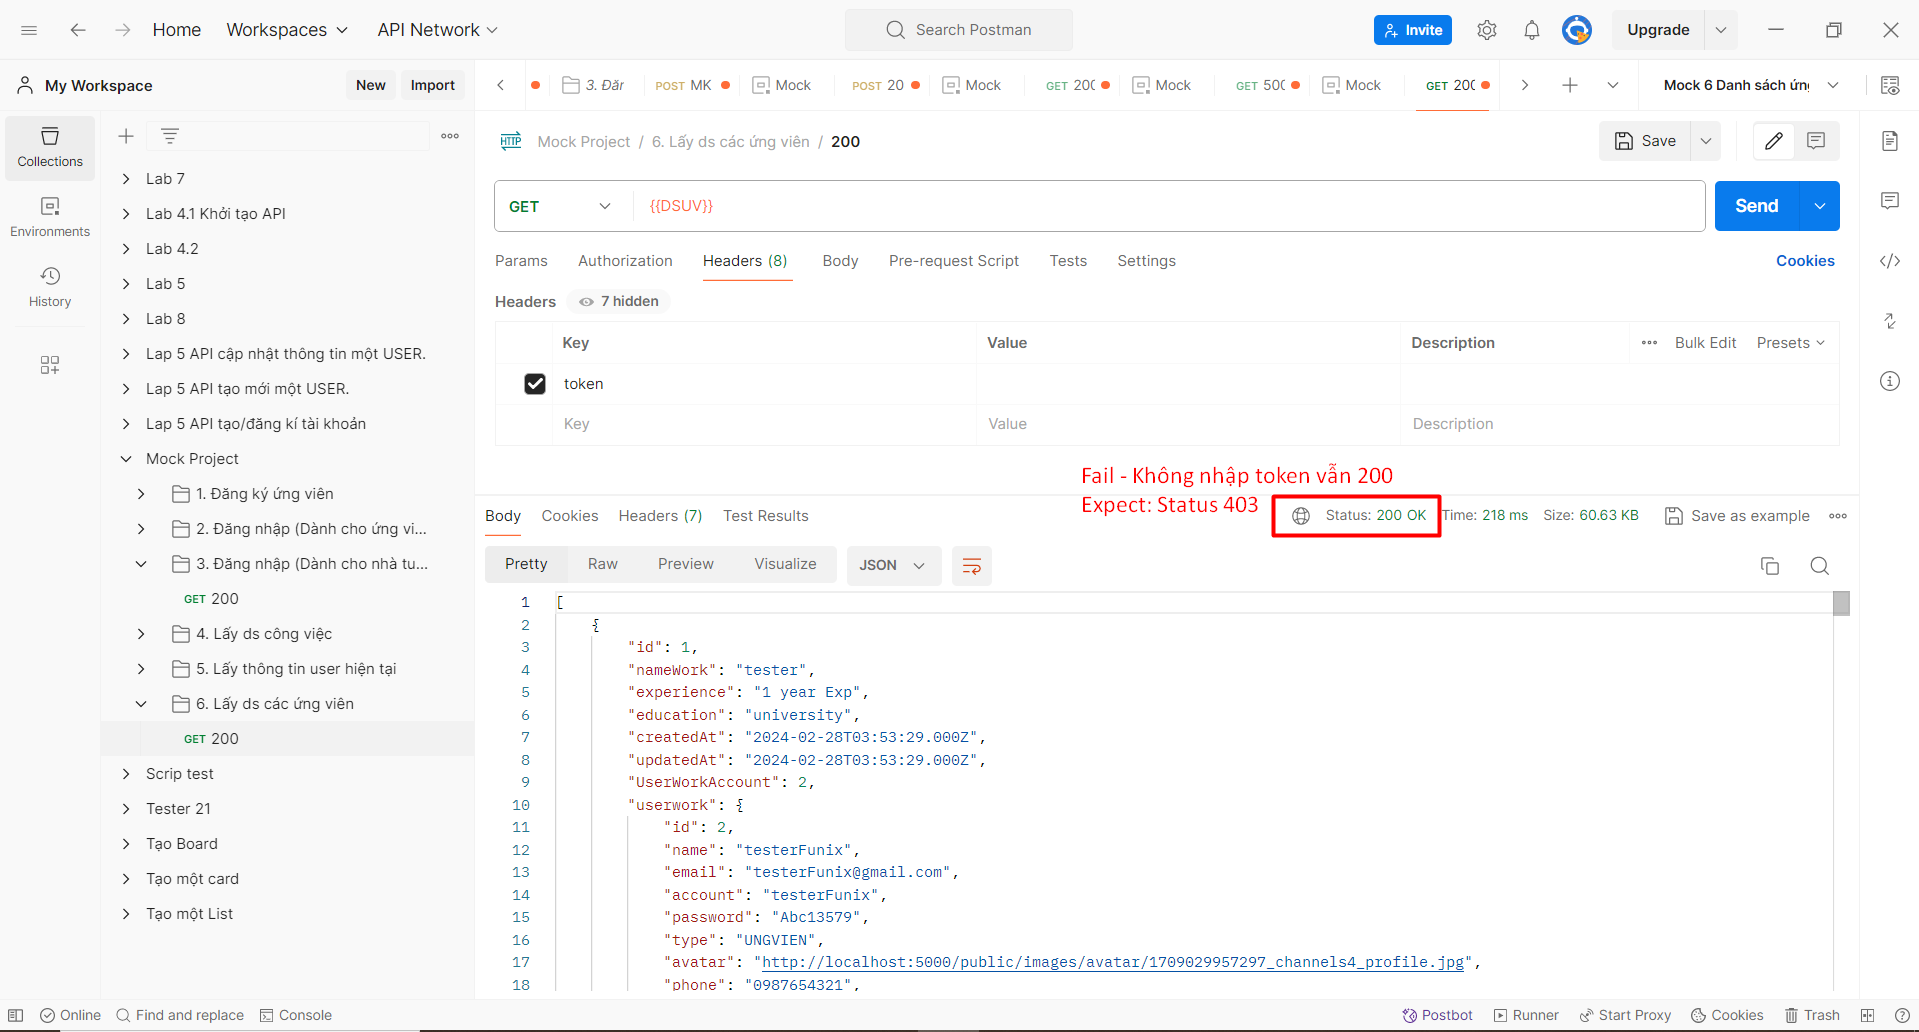 Home Workspaces API Network Search Postman Invite Upgrade
My Workspace New Import 3. Đăr POST MK Mock POST 20 Mock GET 200 Mock GET 500 Mock GET 200 Mock 6 Danh sách ứng
HTTP Mock Project / 6. Lấy ds các ứng viên / 200 Save
Collections
Environments
History
Lab 7
Lab 4.1 Khởi tạo API
Lab 4.2
Lab 5
Lab 8
Lap 5 API cập nhật thông tin một USER.
Lap 5 API tạo mới một USER.
Lap 5 API tạo/đăng kí tài khoản
Mock Project
1. Đăng ký ứng viên
2. Đăng nhập (Dành cho ứng vi...
3. Đăng nhập (Dành cho nhà tu...
GET 200
4. Lấy ds công việc
5. Lấy thông tin user hiện tại
6. Lấy ds các ứng viên
GET 200
Scrip test
Tester 21
Tạo Board
Tạo một card
Tạo một List
GET {{DSUV}} Send
Params Authorization Headers (8) Body Pre-request Script Tests Settings Cookies
Headers 7 hidden
Key Value Description Bulk Edit Presets
token
Key Value Description
Fail - Không nhập token vẫn 200
Expect: Status 403
Body Cookies Headers (7) Test Results Status: 200 OK Time: 218 ms Size: 60.63 KB Save as example
Pretty Raw Preview Visualize JSON
1 [
2 {
3 "id": 1,
4 "nameWork": "tester",
5 "experience": "1 year Exp",
6 "education": "university",
7 "createdAt": "2024-02-28T03:53:29.000Z",
8 "updatedAt": "2024-02-28T03:53:29.000Z",
9 "UserWorkAccount": 2,
10 "userwork": {
11 "id": 2,
12 "name": "testerFunix",
13 "email": "testerFunix@gmail.com",
14 "account": "testerFunix",
15 "password": "Abc13579",
16 "type": "UNGVIEN",
17 "avatar": "http://localhost:5000/public/images/avatar/1709029957297_channels4_profile.jpg",
18 "phone": "0987654321",
Online Find and replace Console Postbot Runner Start Proxy Cookies Trash